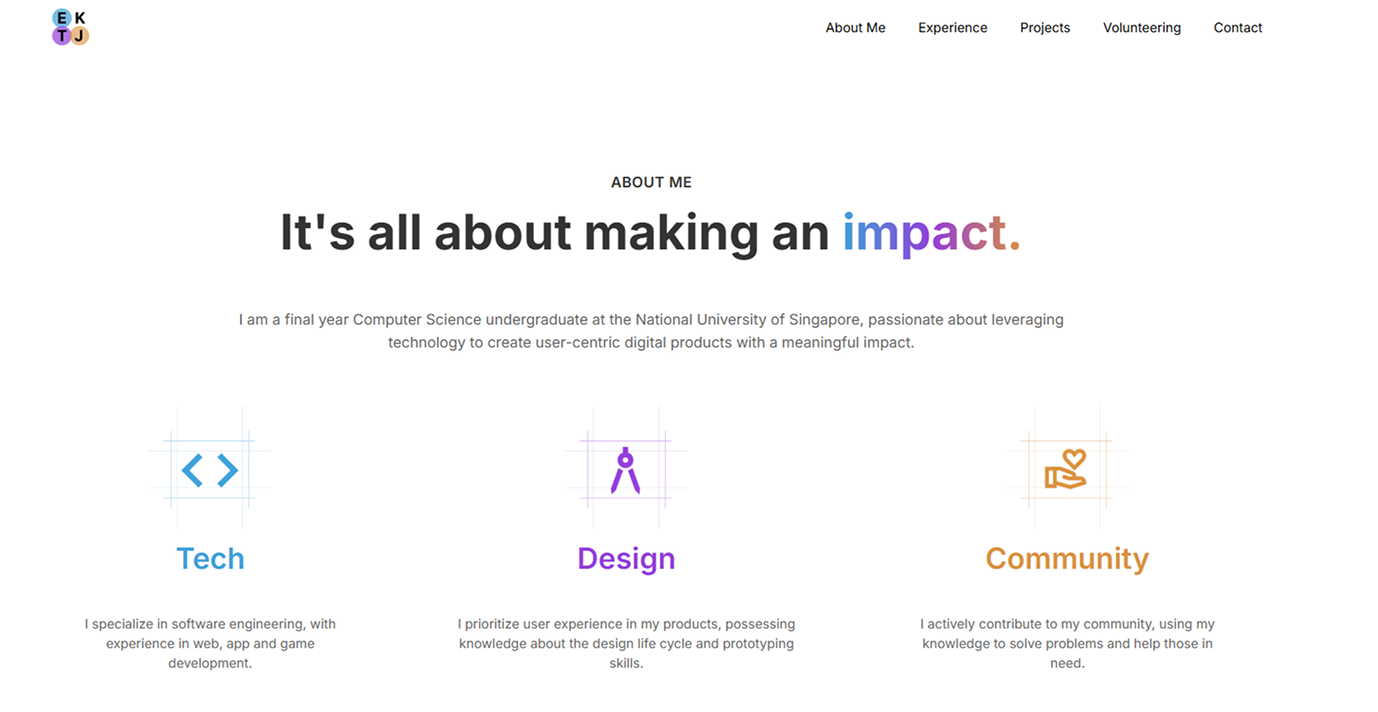 E K
T J
About Me Experience Projects Volunteering Contact
ABOUT ME
It's all about making an impact.
I am a final year Computer Science undergraduate at the National University of Singapore, passionate about leveraging
technology to create user-centric digital products with a meaningful impact.
Tech
I specialize in software engineering, with
experience in web, app and game
development.
Design
I prioritize user experience in my products, possessing
knowledge about the design life cycle and prototyping
skills.
Community
I actively contribute to my community, using my
knowledge to solve problems and help those in
need.